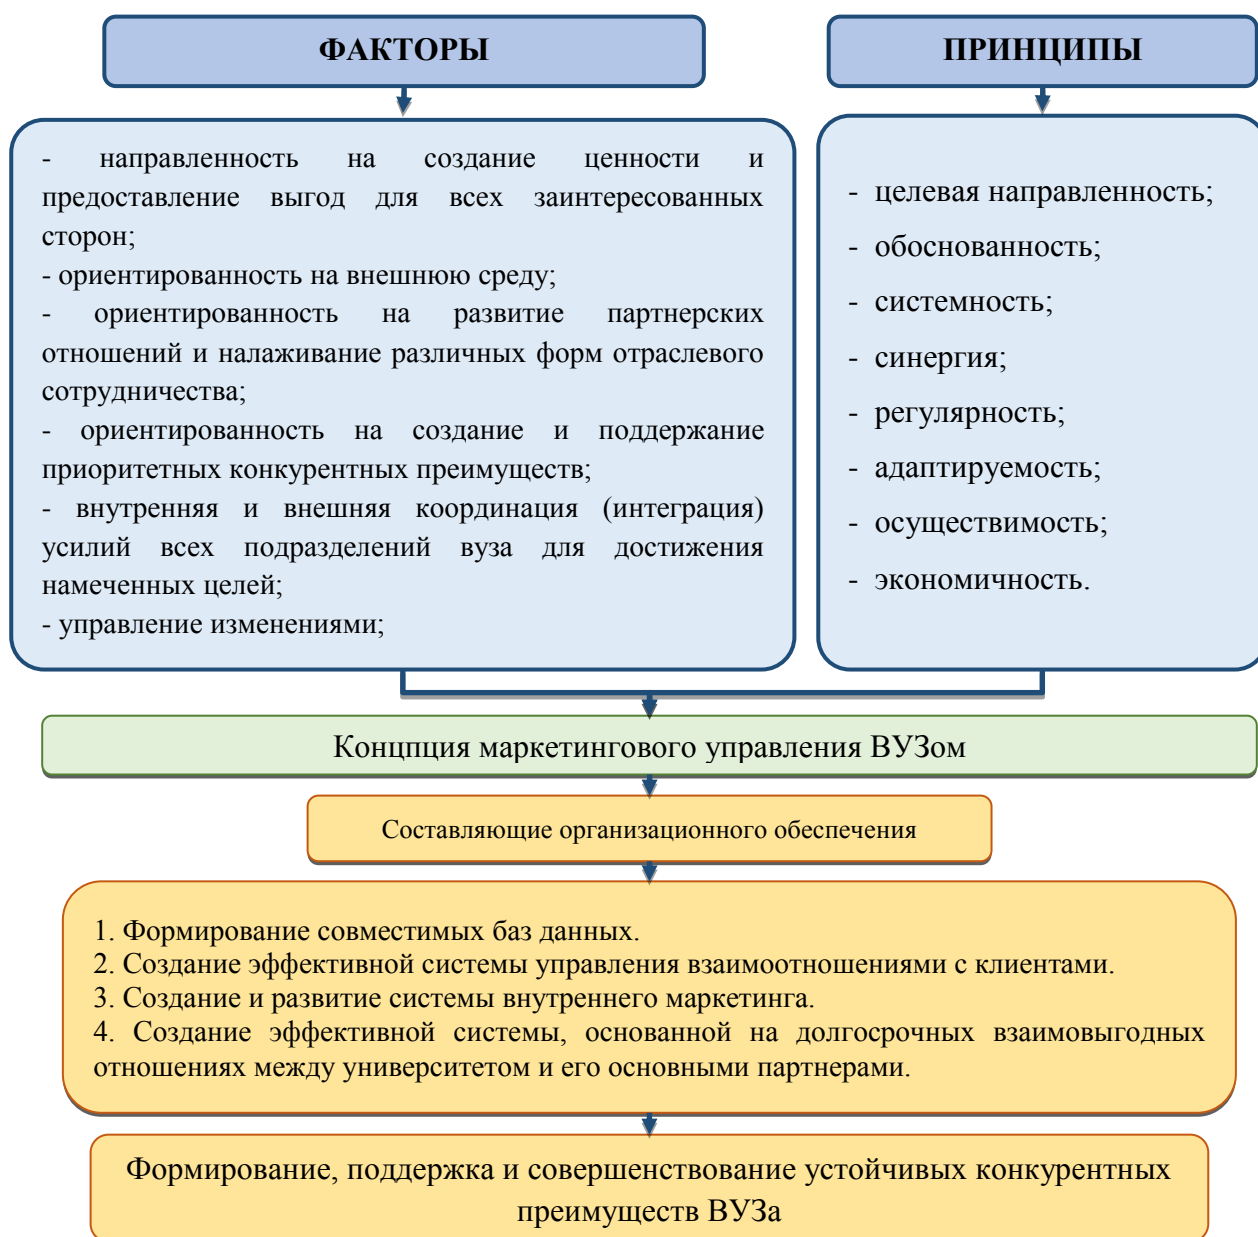 ФАКТОРЫ
- направленность на создание ценности и
предоставление выгод для всех заинтересованных
сторон;
- ориентированность на внешнюю среду;
- ориентированность на развитие партнерских
отношений и налаживание различных форм отраслевого
сотрудничества;
- ориентированность на создание и поддержание
приоритетных конкурентных преимуществ;
- внутренняя и внешняя координация (интеграция)
усилий всех подразделений вуза для достижения
намеченных целей;
- управление изменениями;
ПРИНЦИПЫ
- целевая направленность;
- обоснованность;
- системность;
- синергия;
- регулярность;
- адаптируемость;
- осуществимость;
- экономичность.
Концпция маркетингового управления ВУЗом
Составляющие организационного обеспечения
1. Формирование совместимых баз данных.
2. Создание эффективной системы управления взаимоотношениями с клиентами.
3. Создание и развитие системы внутреннего маркетинга.
4. Создание эффективной системы, основанной на долгосрочных взаимовыгодных
отношениях между университетом и его основными партнерами.
Формирование, поддержка и совершенствование устойчивых конкурентных
преимуществ ВУЗа